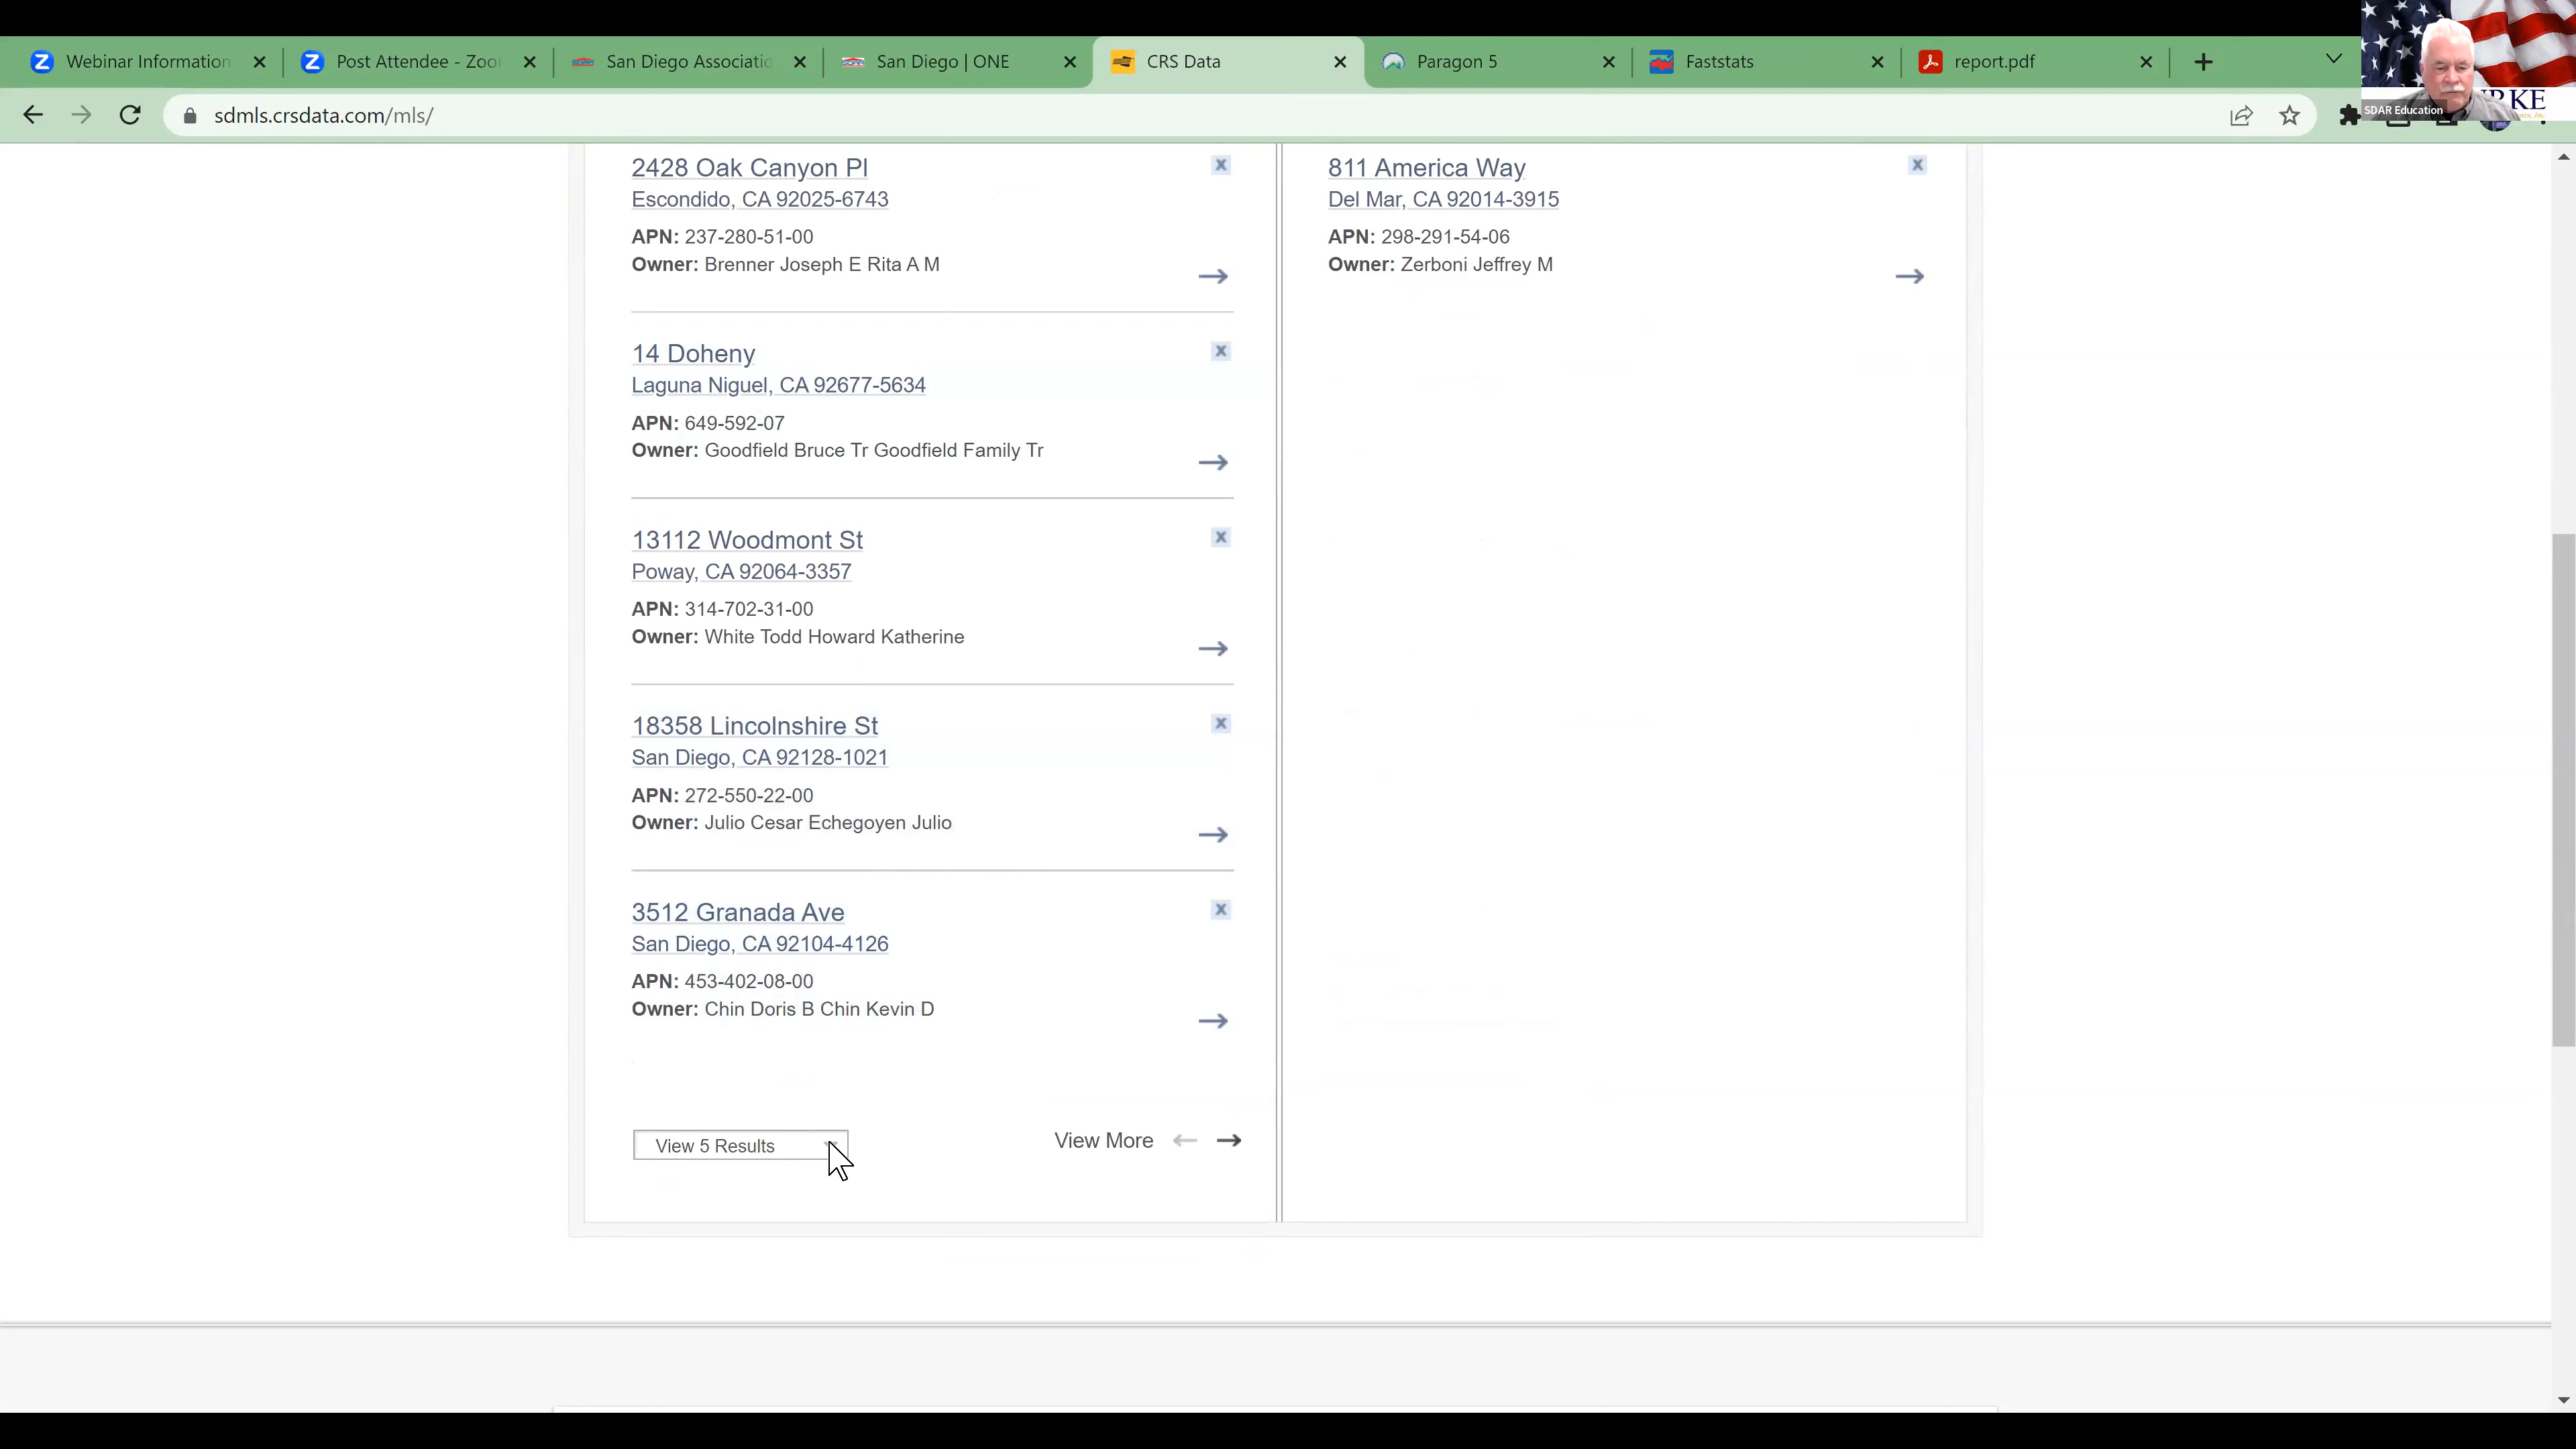 Webinar Information
Post Attendee - Zoo
San Diego Associatio
San Diego | ONE
CRS Data
Paragon 5
Faststats
report.pdf
sdmls.crsdata.com/mls/
SDAR Education
2428 Oak Canyon Pl
Escondido, CA 92025-6743
APN: 237-280-51-00
Owner: Brenner Joseph E Rita A M
14 Doheny
Laguna Niguel, CA 92677-5634
APN: 649-592-07
Owner: Goodfield Bruce Tr Goodfield Family Tr
13112 Woodmont St
Poway, CA 92064-3357
APN: 314-702-31-00
Owner: White Todd Howard Katherine
18358 Lincolnshire St
San Diego, CA 92128-1021
APN: 272-550-22-00
Owner: Julio Cesar Echegoyen Julio
3512 Granada Ave
San Diego, CA 92104-4126
APN: 453-402-08-00
Owner: Chin Doris B Chin Kevin D
View 5 Results
View More
811 America Way
Del Mar, CA 92014-3915
APN: 298-291-54-06
Owner: Zerboni Jeffrey M